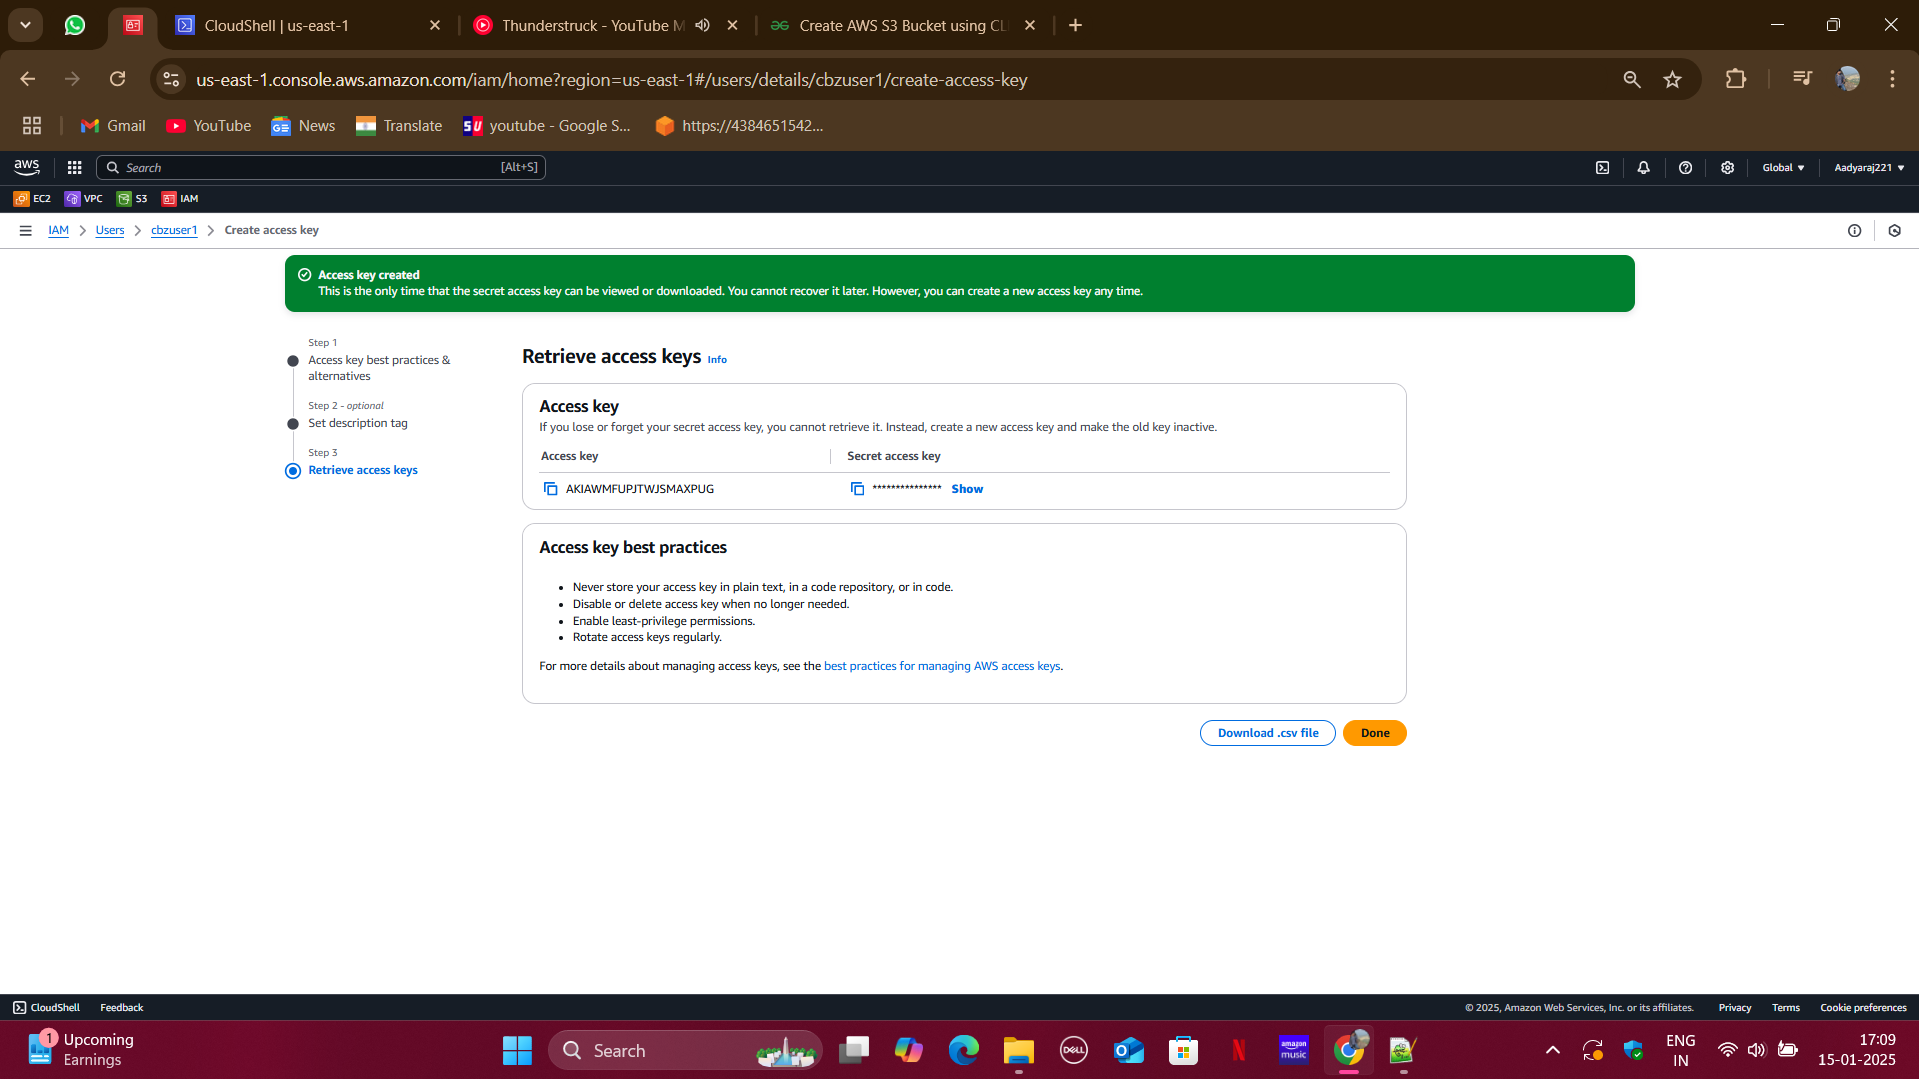 CloudShell | us-east-1
Thunderstruck - YouTube M
Create AWS S3 Bucket using CL
us-east-1.console.aws.amazon.com/iam/home?region=us-east-1#/users/details/cbzuser1/create-access-key
Gmail
YouTube
News
Translate
youtube - Google S...
https://4384651542...
aws
Search
[Alt+S]
Global
Aadyaraj221
EC2
VPC
S3
IAM
IAM
Users
cbzuser1
Create access key
Access key created
This is the only time that the secret access key can be viewed or downloaded. You cannot recover it later. However, you can create a new access key any time.
Step 1
Access key best practices &
alternatives
Step 2 - optional
Set description tag
Step 3
Retrieve access keys
Retrieve access keys Info
Access key
If you lose or forget your secret access key, you cannot retrieve it. Instead, create a new access key and make the old key inactive.
Access key
Secret access key
AKIAWMFUPJTWJSMAXPUG
*************** Show
Access key best practices
• Never store your access key in plain text, in a code repository, or in code.
• Disable or delete access key when no longer needed.
• Enable least-privilege permissions.
• Rotate access keys regularly.
For more details about managing access keys, see the best practices for managing AWS access keys.
Download .csv file
Done
CloudShell
Feedback
© 2025, Amazon Web Services, Inc. or its affiliates.
Privacy
Terms
Cookie preferences
1
Upcoming
Earnings
Search
DELL
amazon
music
ENG
IN
17:09
15-01-2025